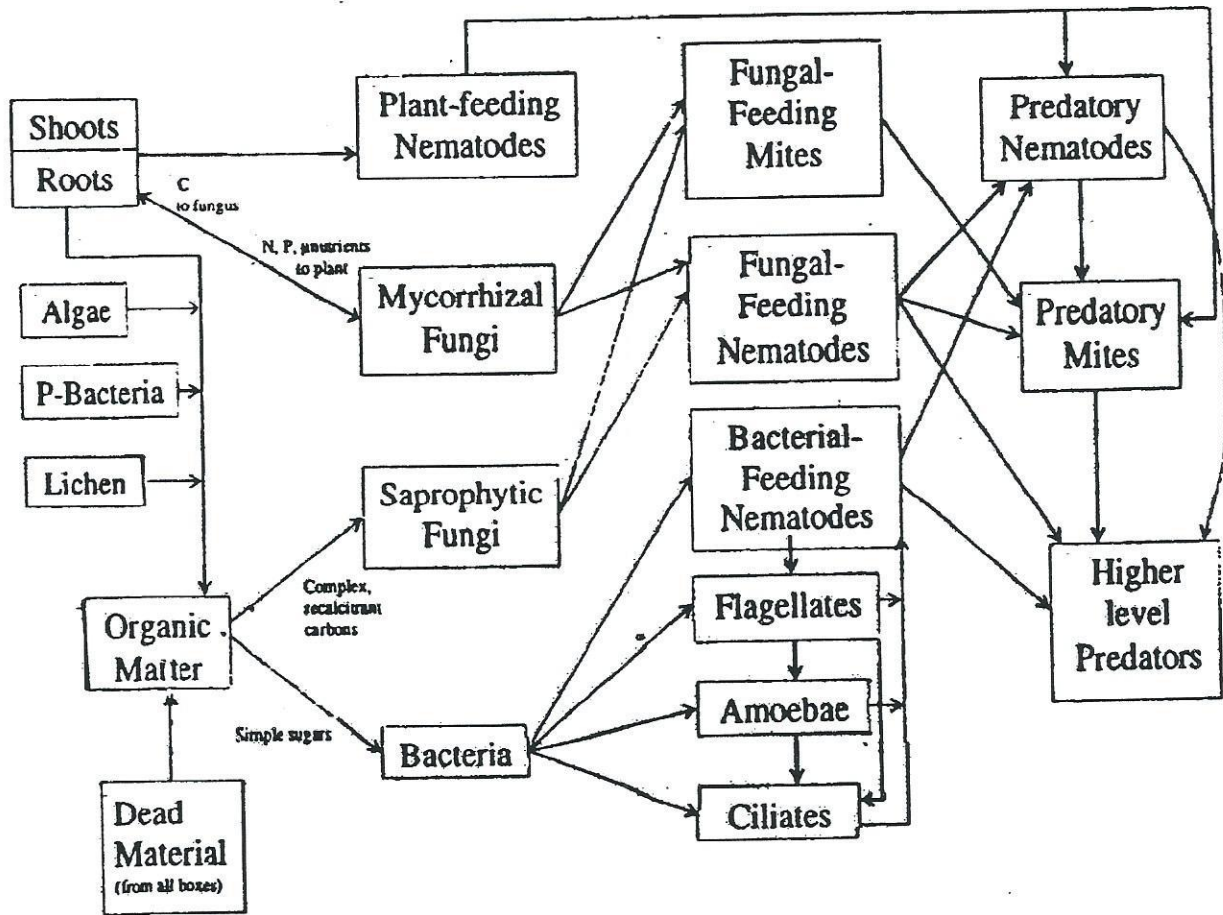 Shoots
Roots
Plant-feeding
Nematodes
Fungal-
Feeding
Mites
Predatory
Nematodes
C
to fungus
N, P, nutrients
to plant
Algae
Mycorrhizal
Fungi
Fungal-
Feeding
Nematodes
Predatory
Mites
P-Bacteria
Lichen
Saprophytic
Fungi
Bacterial-
Feeding
Nematodes
Complex,
recalcitrant
carbons
Organic
Matter
Flagellates
Higher
level
Predators
Simple sugars
Bacteria
Amoebae
Ciliates
Dead
Material
(from all boxes)